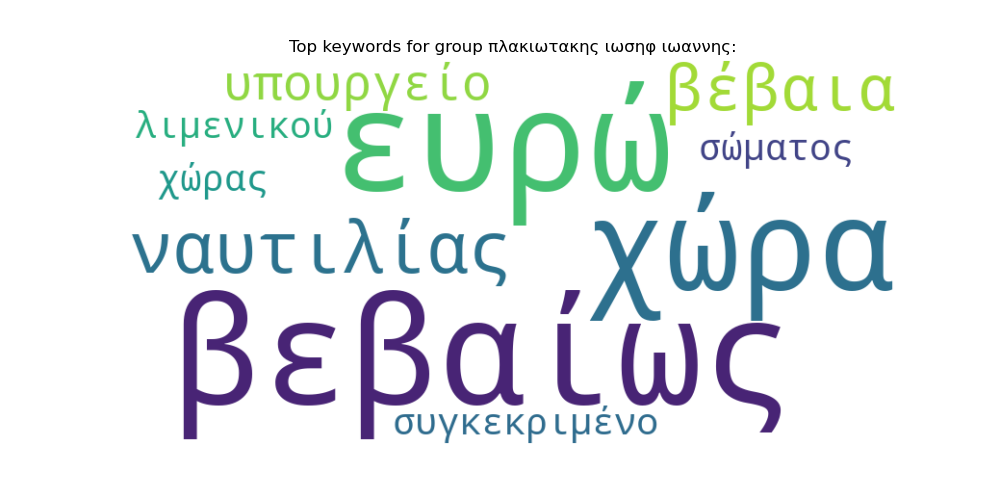 Top keywords for group πλακιωτακης ιωσηφ ιωαννης:
υπουργείο
βέβαια
λιμενικού
ευρώ
σώματος
χώρας
ναυτιλίας
χώρα
βεβαίως
συγκεκριμένο